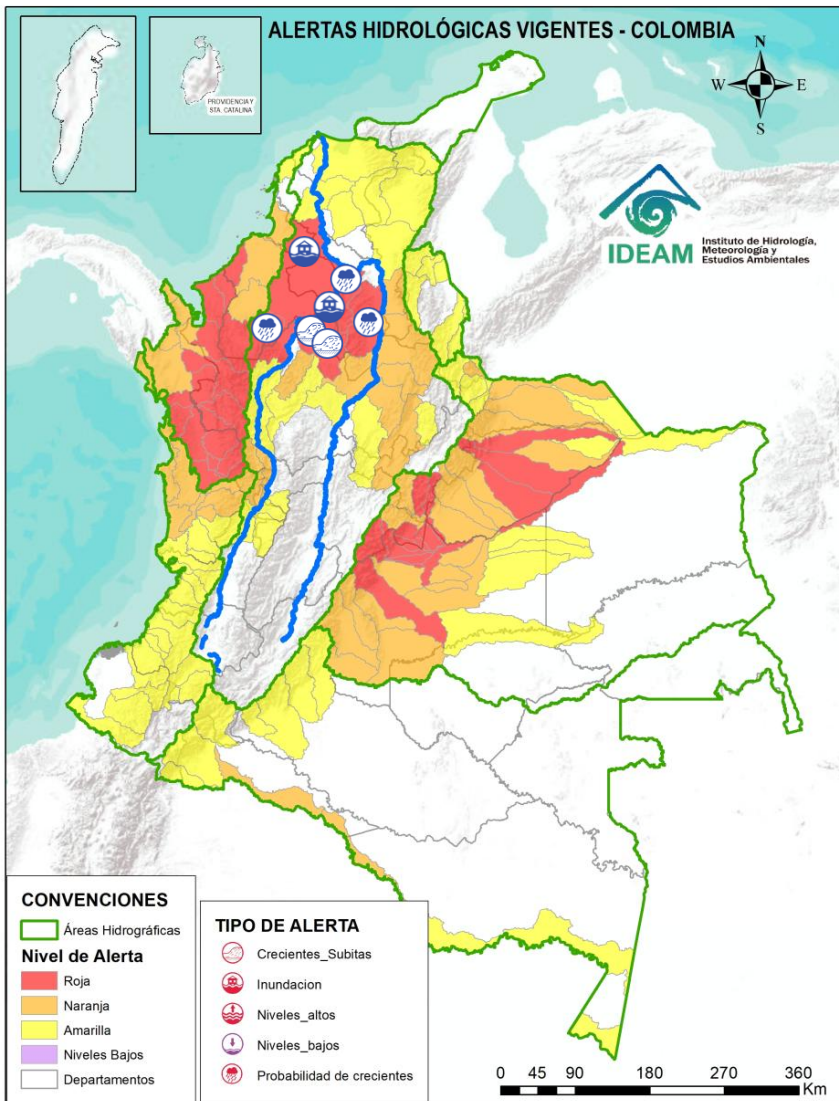 ALERTAS HIDROLÓGICAS VIGENTES - COLOMBIA
PROVIDENCIA Y
STA. CATALINA
N
W
E
S
IDEAM
Instituto de Hidrología,
Meteorología y
Estudios Ambientales
CONVENCIONES
Áreas Hidrográficas
Nivel de Alerta
Roja
Naranja
Amarilla
Niveles Bajos
Departamentos
TIPO DE ALERTA
Crecientes_Subitas
Inundacion
Niveles_altos
Niveles_bajos
Probabilidad de crecientes
0 45 90 180 270 360
Km